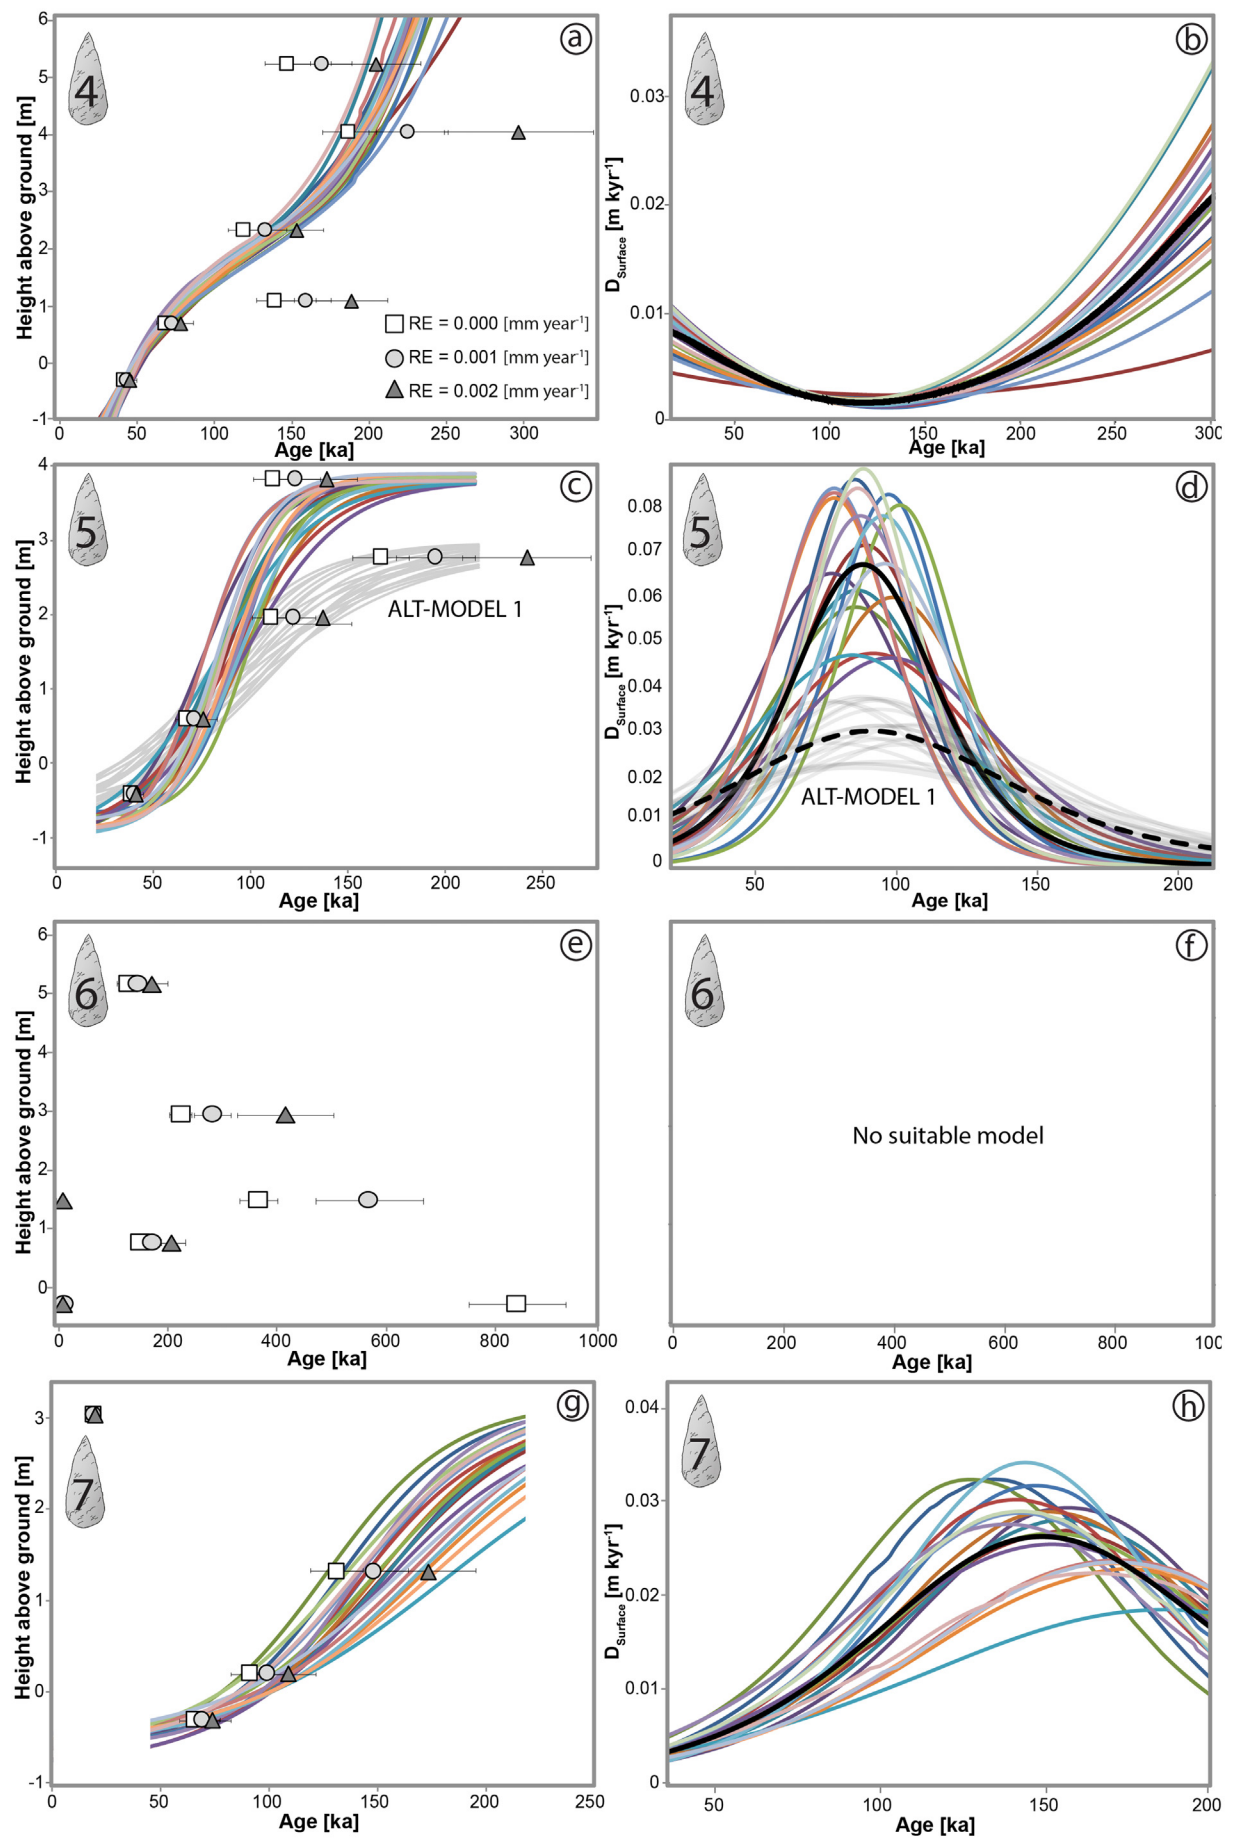 6
5
4
3
2
1
0
-1
Height above ground [m]
4
a
RE = 0.000 [mm year-1]
RE = 0.001 [mm year-1]
RE = 0.002 [mm year-1]
0 50 100 150 200 250 300
Age [ka]
0.03
0.02
0.01
0
DSurface [m kyr-1]
4
b
50 100 150 200 250 300
Age [ka]
4
3
2
1
0
-1
Height above ground [m]
5
c
ALT-MODEL 1
0 50 100 150 200 250
Age [ka]
0.08
0.07
0.06
0.05
0.04
0.03
0.02
0.01
0
DSurface [m kyr-1]
5
d
ALT-MODEL 1
50 100 150 200
Age [ka]
6
5
4
3
2
1
0
Height above ground [m]
6
e
0 200 400 600 800 1000
Age [ka]
6
f
No suitable model
0 200 400 600 800 100
Age [ka]
3
2
1
0
-1
Height above ground [m]
7
g
0 50 100 150 200 250
Age [ka]
0.04
0.03
0.02
0.01
0
DSurface [m kyr-1]
7
h
50 100 150 200
Age [ka]